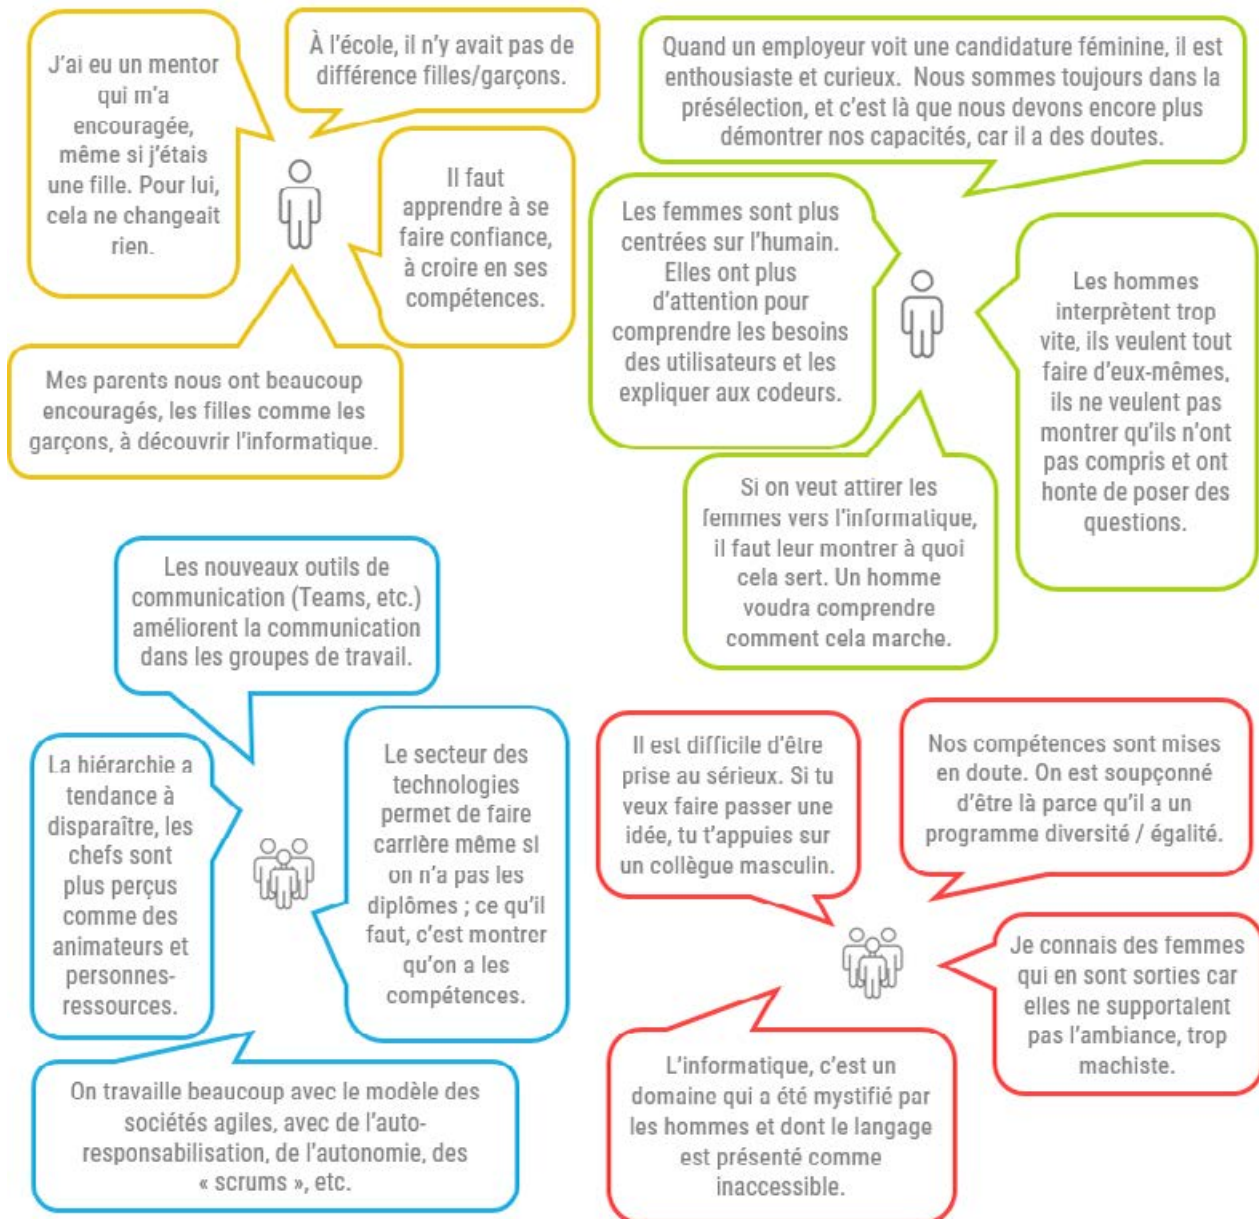 J'ai eu un mentor
qui m'a
encouragée,
même si j'étais
une fille. Pour lui,
cela ne changeait
rien.
À l'école, il n'y avait pas de
différence filles/garçons.
Il faut
apprendre à se
faire confiance,
à croire en ses
compétences.
Mes parents nous ont beaucoup
encouragés, les filles comme les
garçons, à découvrir l'informatique.
Quand un employeur voit une candidature féminine, il est
enthousiaste et curieux. Nous sommes toujours dans la
présélection, et c'est là que nous devons encore plus
démontrer nos capacités, car il a des doutes.
Les femmes sont plus
centrées sur l'humain.
Elles ont plus
d'attention pour
comprendre les besoins
des utilisateurs et les
expliquer aux codeurs.
Les hommes
interprètent trop
vite, ils veulent tout
faire d'eux-mêmes,
ils ne veulent pas
montrer qu'ils n'ont
pas compris et ont
honte de poser des
questions.
Si on veut attirer les
femmes vers l'informatique,
il faut leur montrer à quoi
cela sert. Un homme
voudra comprendre
comment cela marche.
Les nouveaux outils de
communication (Teams, etc.)
améliorent la communication
dans les groupes de travail.
La hiérarchie a
tendance à
disparaître, les
chefs sont
plus perçus
comme des
animateurs et
personnes-
ressources.
Le secteur des
technologies
permet de faire
carrière même si
on n'a pas les
diplômes ; ce qu'il
faut, c'est montrer
qu'on a les
compétences.
On travaille beaucoup avec le modèle des
sociétés agiles, avec de l'auto-
responsabilisation, de l'autonomie, des
« scrums », etc.
Il est difficile d'être
prise au sérieux. Si tu
veux faire passer une
idée, tu t'appuies sur
un collègue masculin.
Nos compétences sont mises
en doute. On est soupçonné
d'être là parce qu'il a un
programme diversité / égalité.
Je connais des femmes
qui en sont sorties car
elles ne supportaient
pas l'ambiance, trop
machiste.
L'informatique, c'est un
domaine qui a été mystifié par
les hommes et dont le langage
est présenté comme
inaccessible.